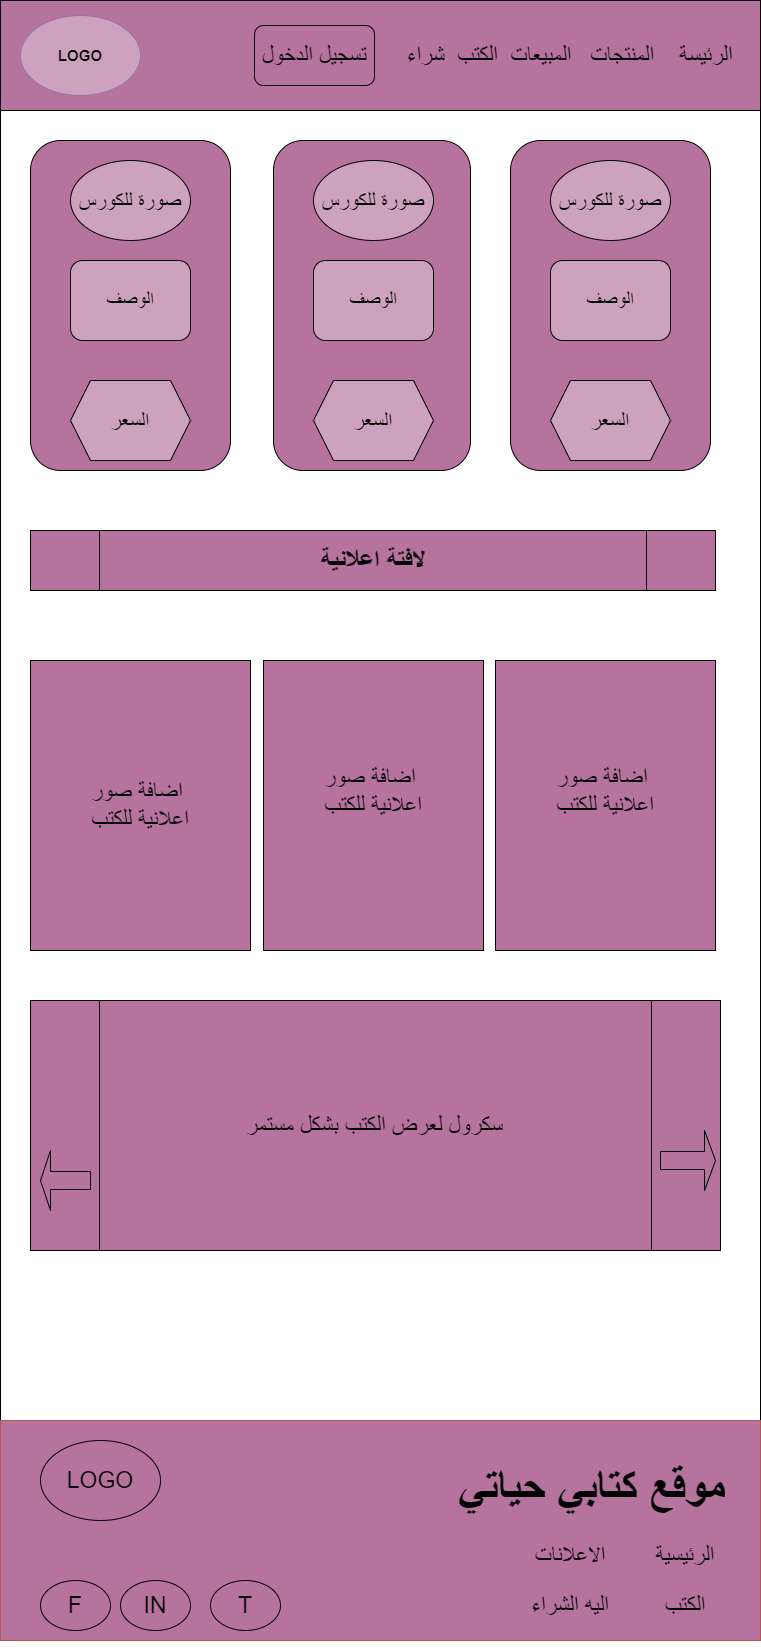 الرئيسة
المنتجات
المبيعات
الكتب
شراء
تسجيل الدخول
LOGO
صورة للكورس
صورة للكورس
صورة للكورس
الوصف
الوصف
الوصف
السعر
السعر
السعر
لافتة اعلانية
اضافة صور
اعلانية للكتب
اضافة صور
اعلانية للكتب
اضافة صور
اعلانية للكتب
سكرول لعرض الكتب بشكل مستمر
موقع كتابي حياتي
LOGO
الرئيسية
الاعلانات
الكتب
اليه الشراء
F
IN
T